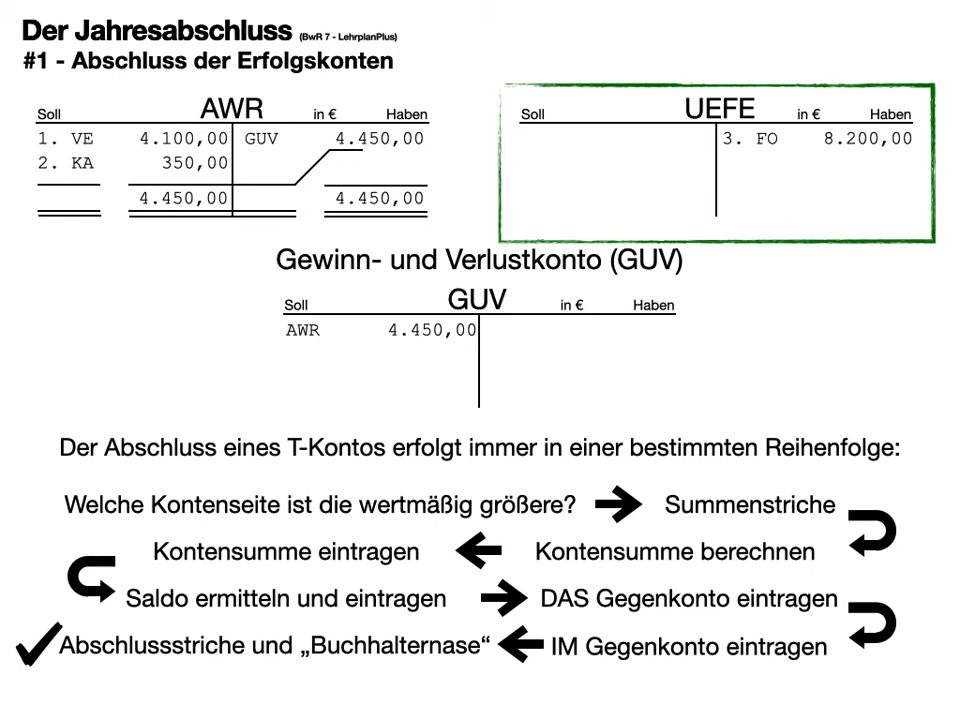 Der Jahresabschluss (BwR 7 - LehrplanPlus)
#1 - Abschluss der Erfolgskonten
Soll AWR in € Haben
1. VE 4.100,00 GUV 4.450,00
2. KA 350,00
4.450,00 4.450,00
Soll UEFE in € Haben
3. FO 8.200,00
Gewinn- und Verlustkonto (GUV)
Soll GUV in € Haben
AWR 4.450,00
Der Abschluss eines T-Kontos erfolgt immer in einer bestimmten Reihenfolge:
Welche Kontenseite ist die wertmäßig größere? Summenstriche
Kontensumme eintragen Kontensumme berechnen
Saldo ermitteln und eintragen DAS Gegenkonto eintragen
Abschlussstriche und „Buchhalternase“ IM Gegenkonto eintragen